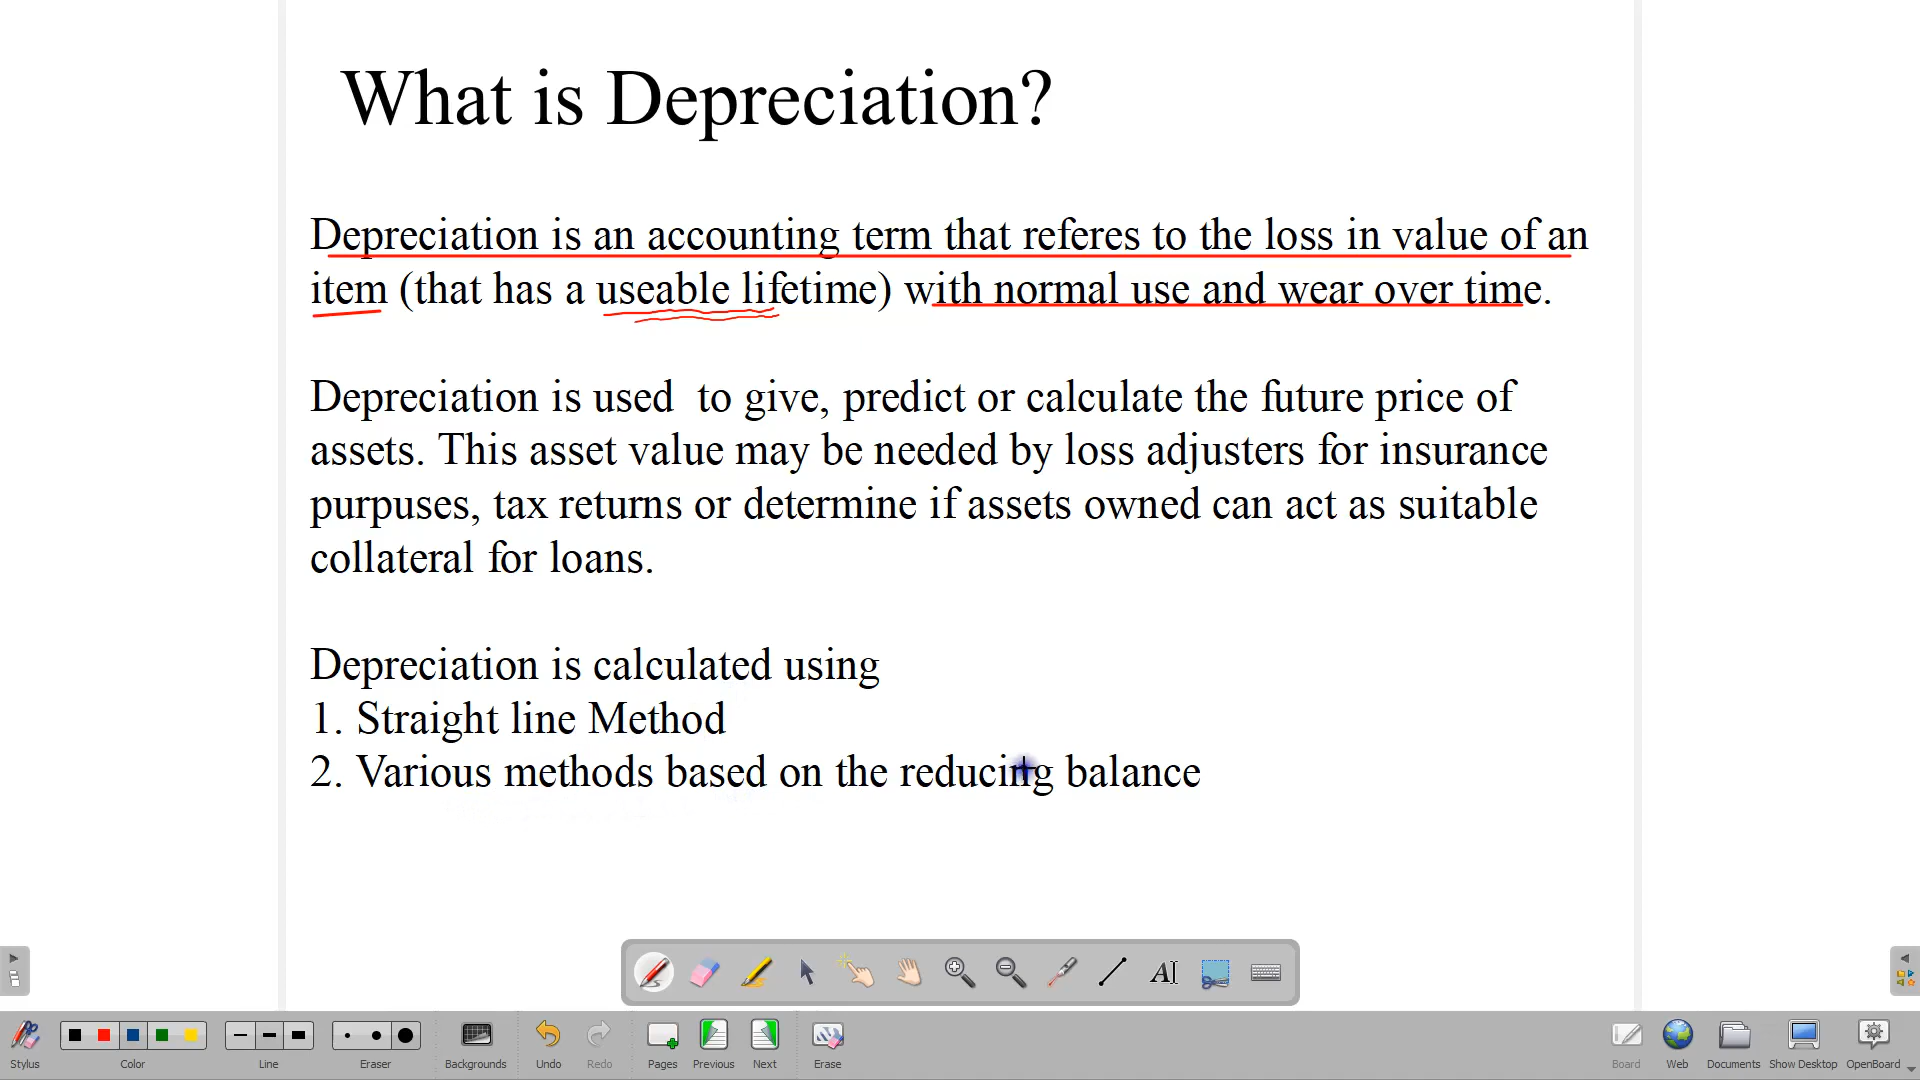 What is Depreciation?
Depreciation is an accounting term that referes to the loss in value of an
item (that has a useable lifetime) with normal use and wear over time.
Depreciation is used  to give, predict or calculate the future price of
assets. This asset value may be needed by loss adjusters for insurance
purpuses, tax returns or determine if assets owned can act as suitable
collateral for loans.
Depreciation is calculated using
1. Straight line Method
2. Various methods based on the reducing balance
AI
Stylus Color Line Eraser Backgrounds Undo Redo Pages Previous Next Erase Board Web Documents Show Desktop OpenBoard